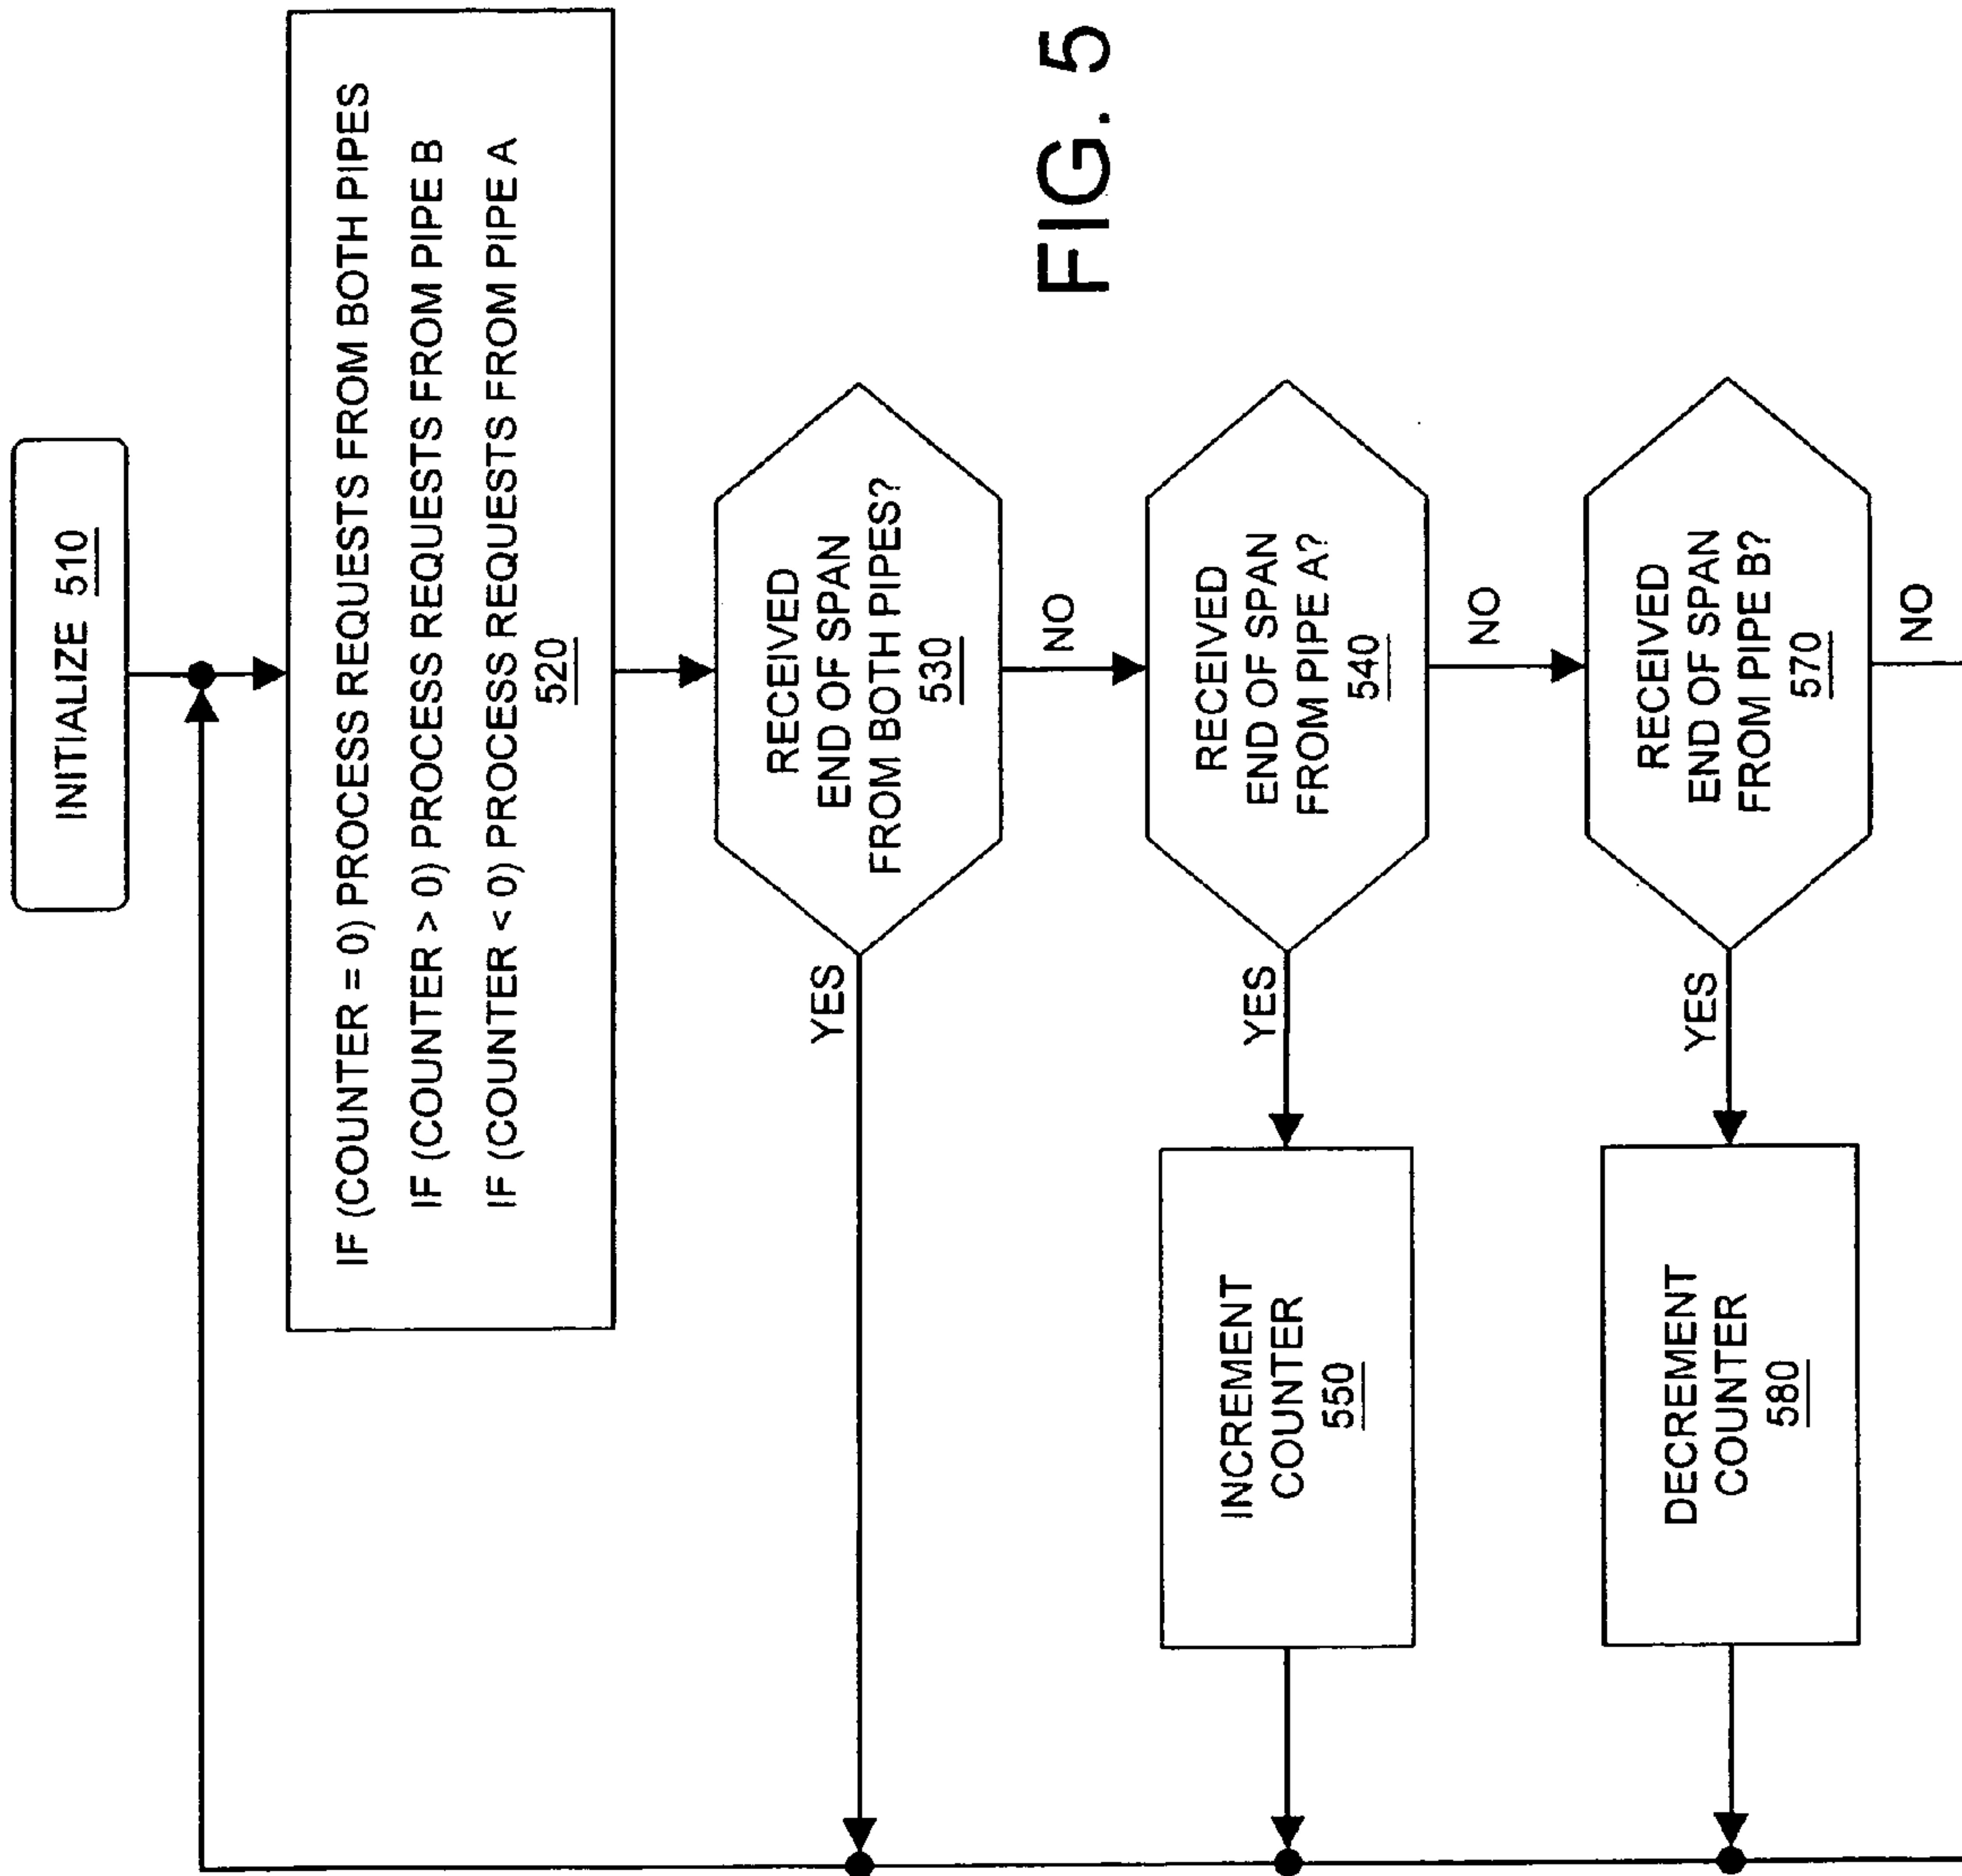 INITIALIZE 510
IF (COUNTER = 0) PROCESS REQUESTS FROM BOTH PIPES
IF (COUNTER > 0) PROCESS REQUESTS FROM PIPE B
IF (COUNTER < 0) PROCESS REQUESTS FROM PIPE A
520
RECEIVED
END OF SPAN
FROM BOTH PIPES?
530
YES
NO
RECEIVED
END OF SPAN
FROM PIPE A?
540
YES
NO
INCREMENT
COUNTER
550
RECEIVED
END OF SPAN
FROM PIPE B?
570
YES
NO
DECREMENT
COUNTER
580
FIG. 5